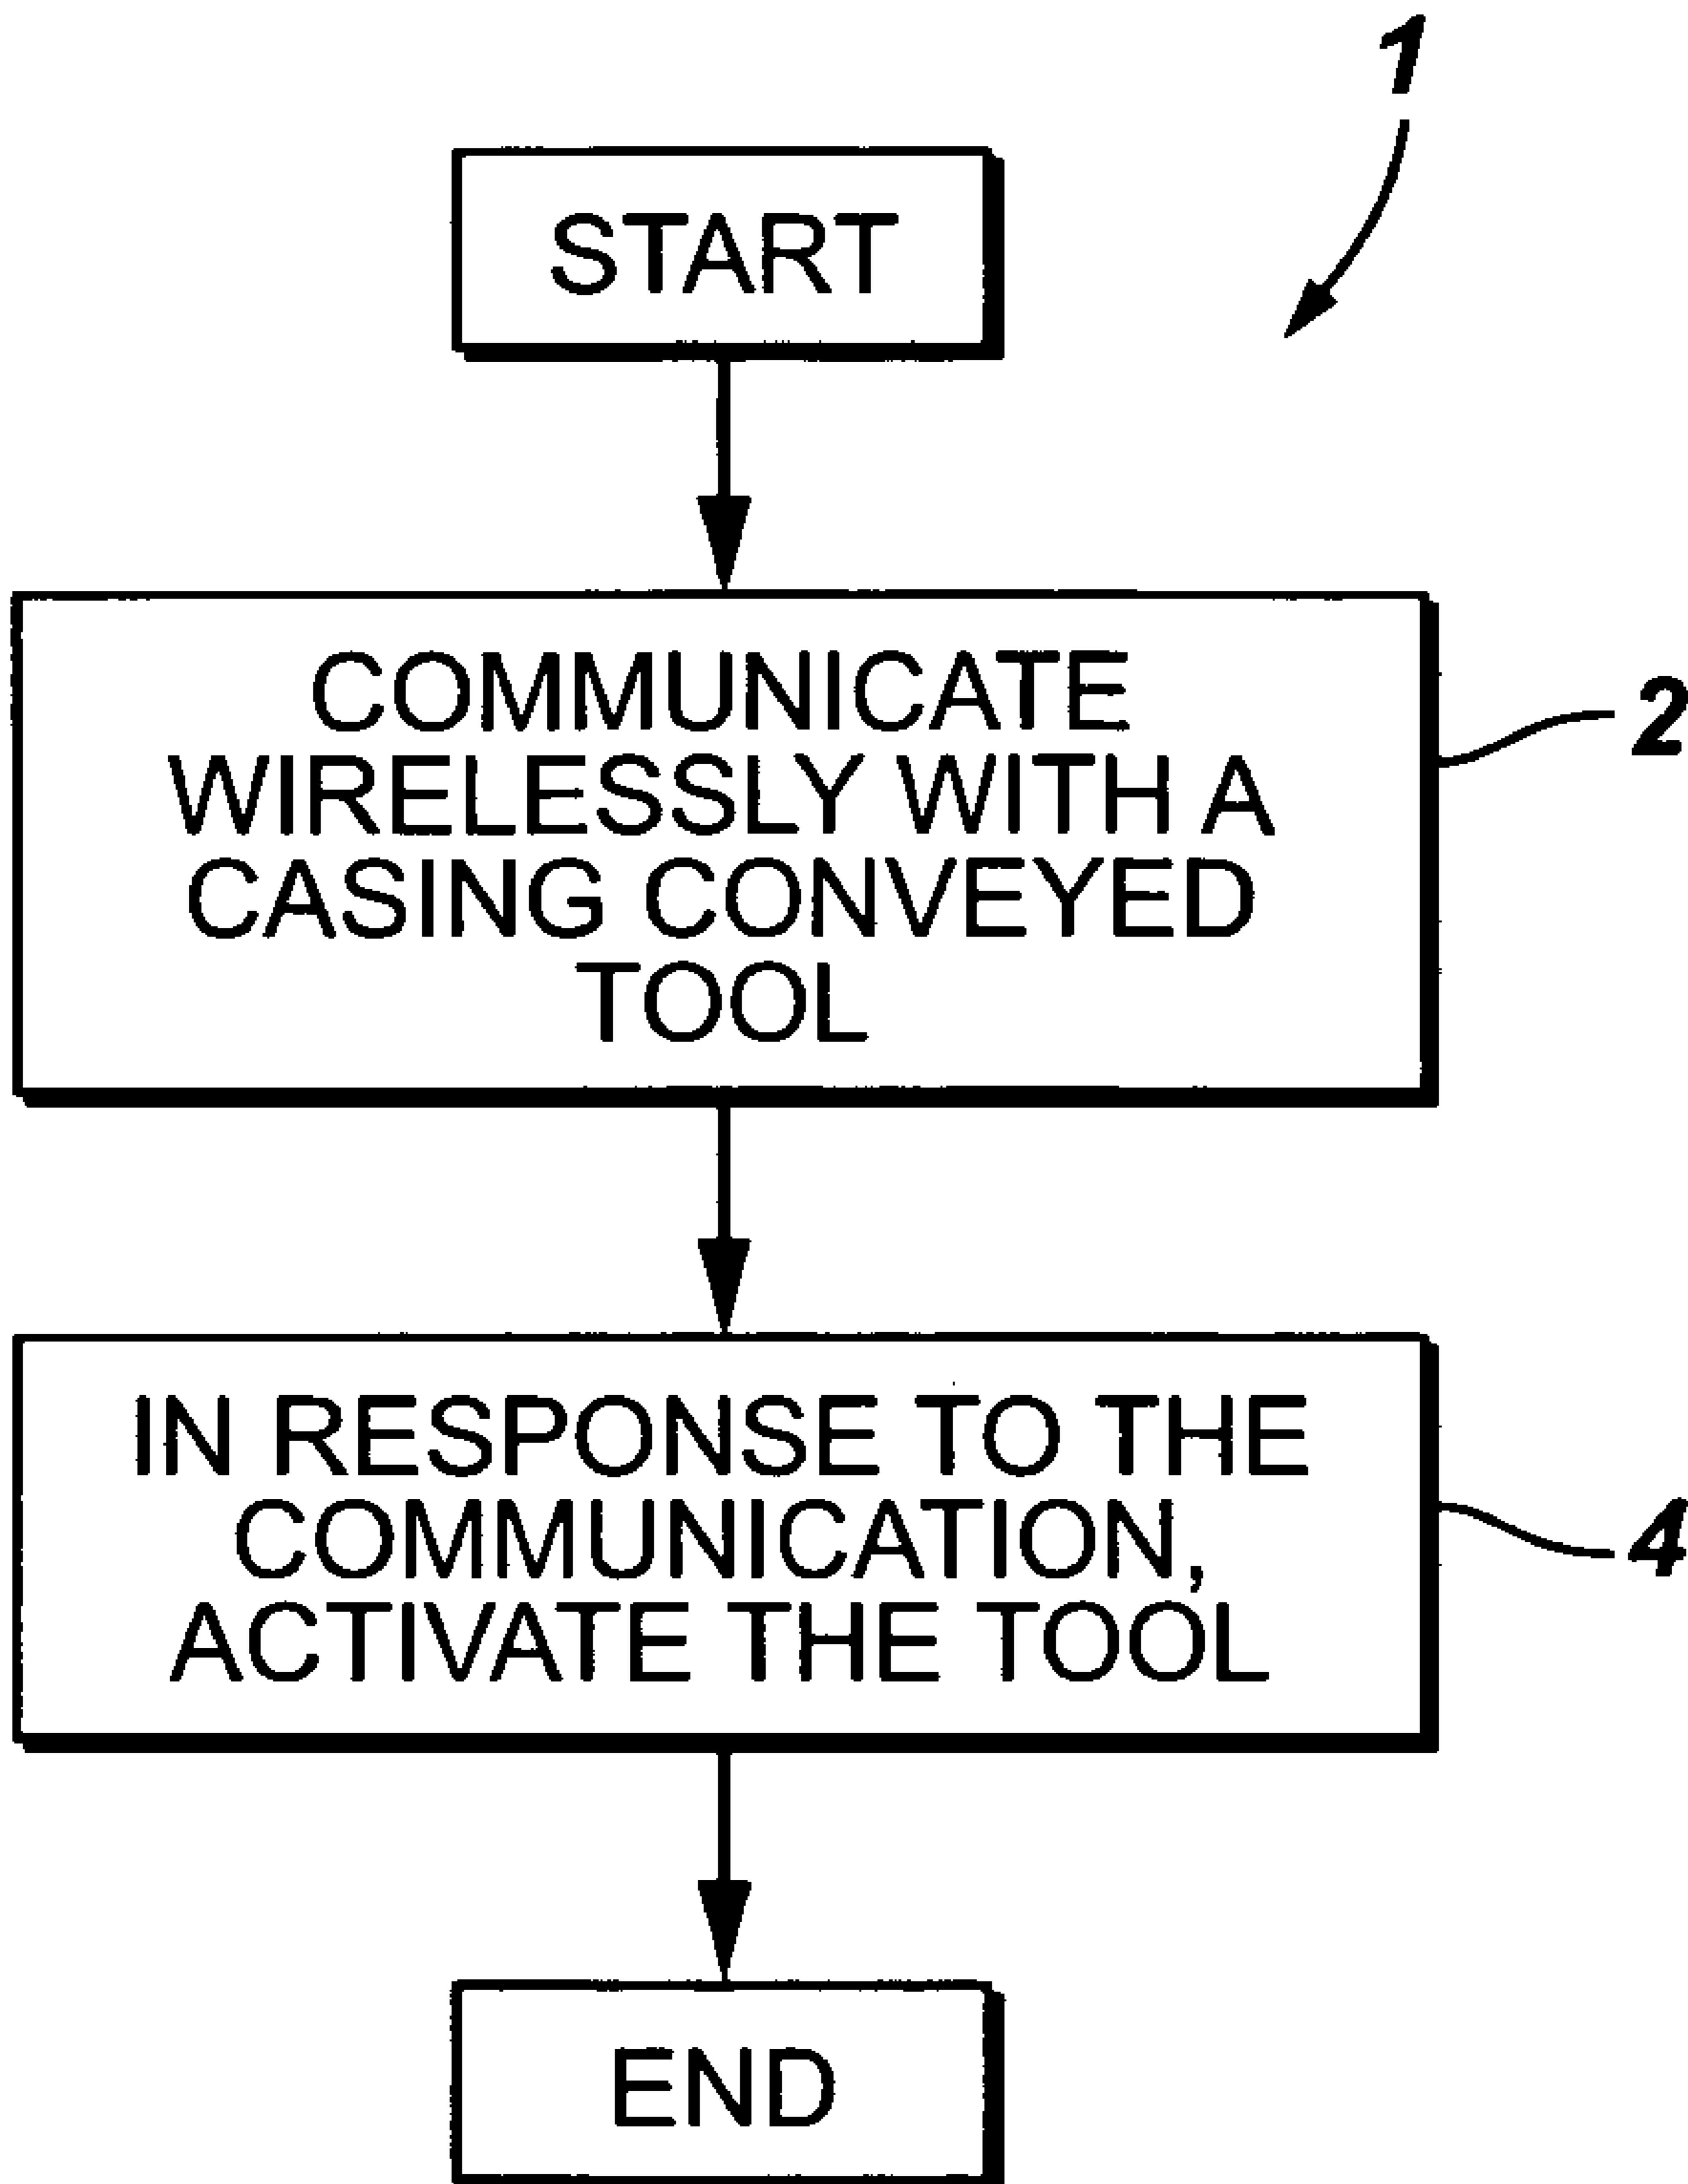 1
START
COMMUNICATE
WIRELESSLY WITH A
CASING CONVEYED
TOOL
2
IN RESPONSE TO THE
COMMUNICATION,
ACTIVATE THE TOOL
4
END